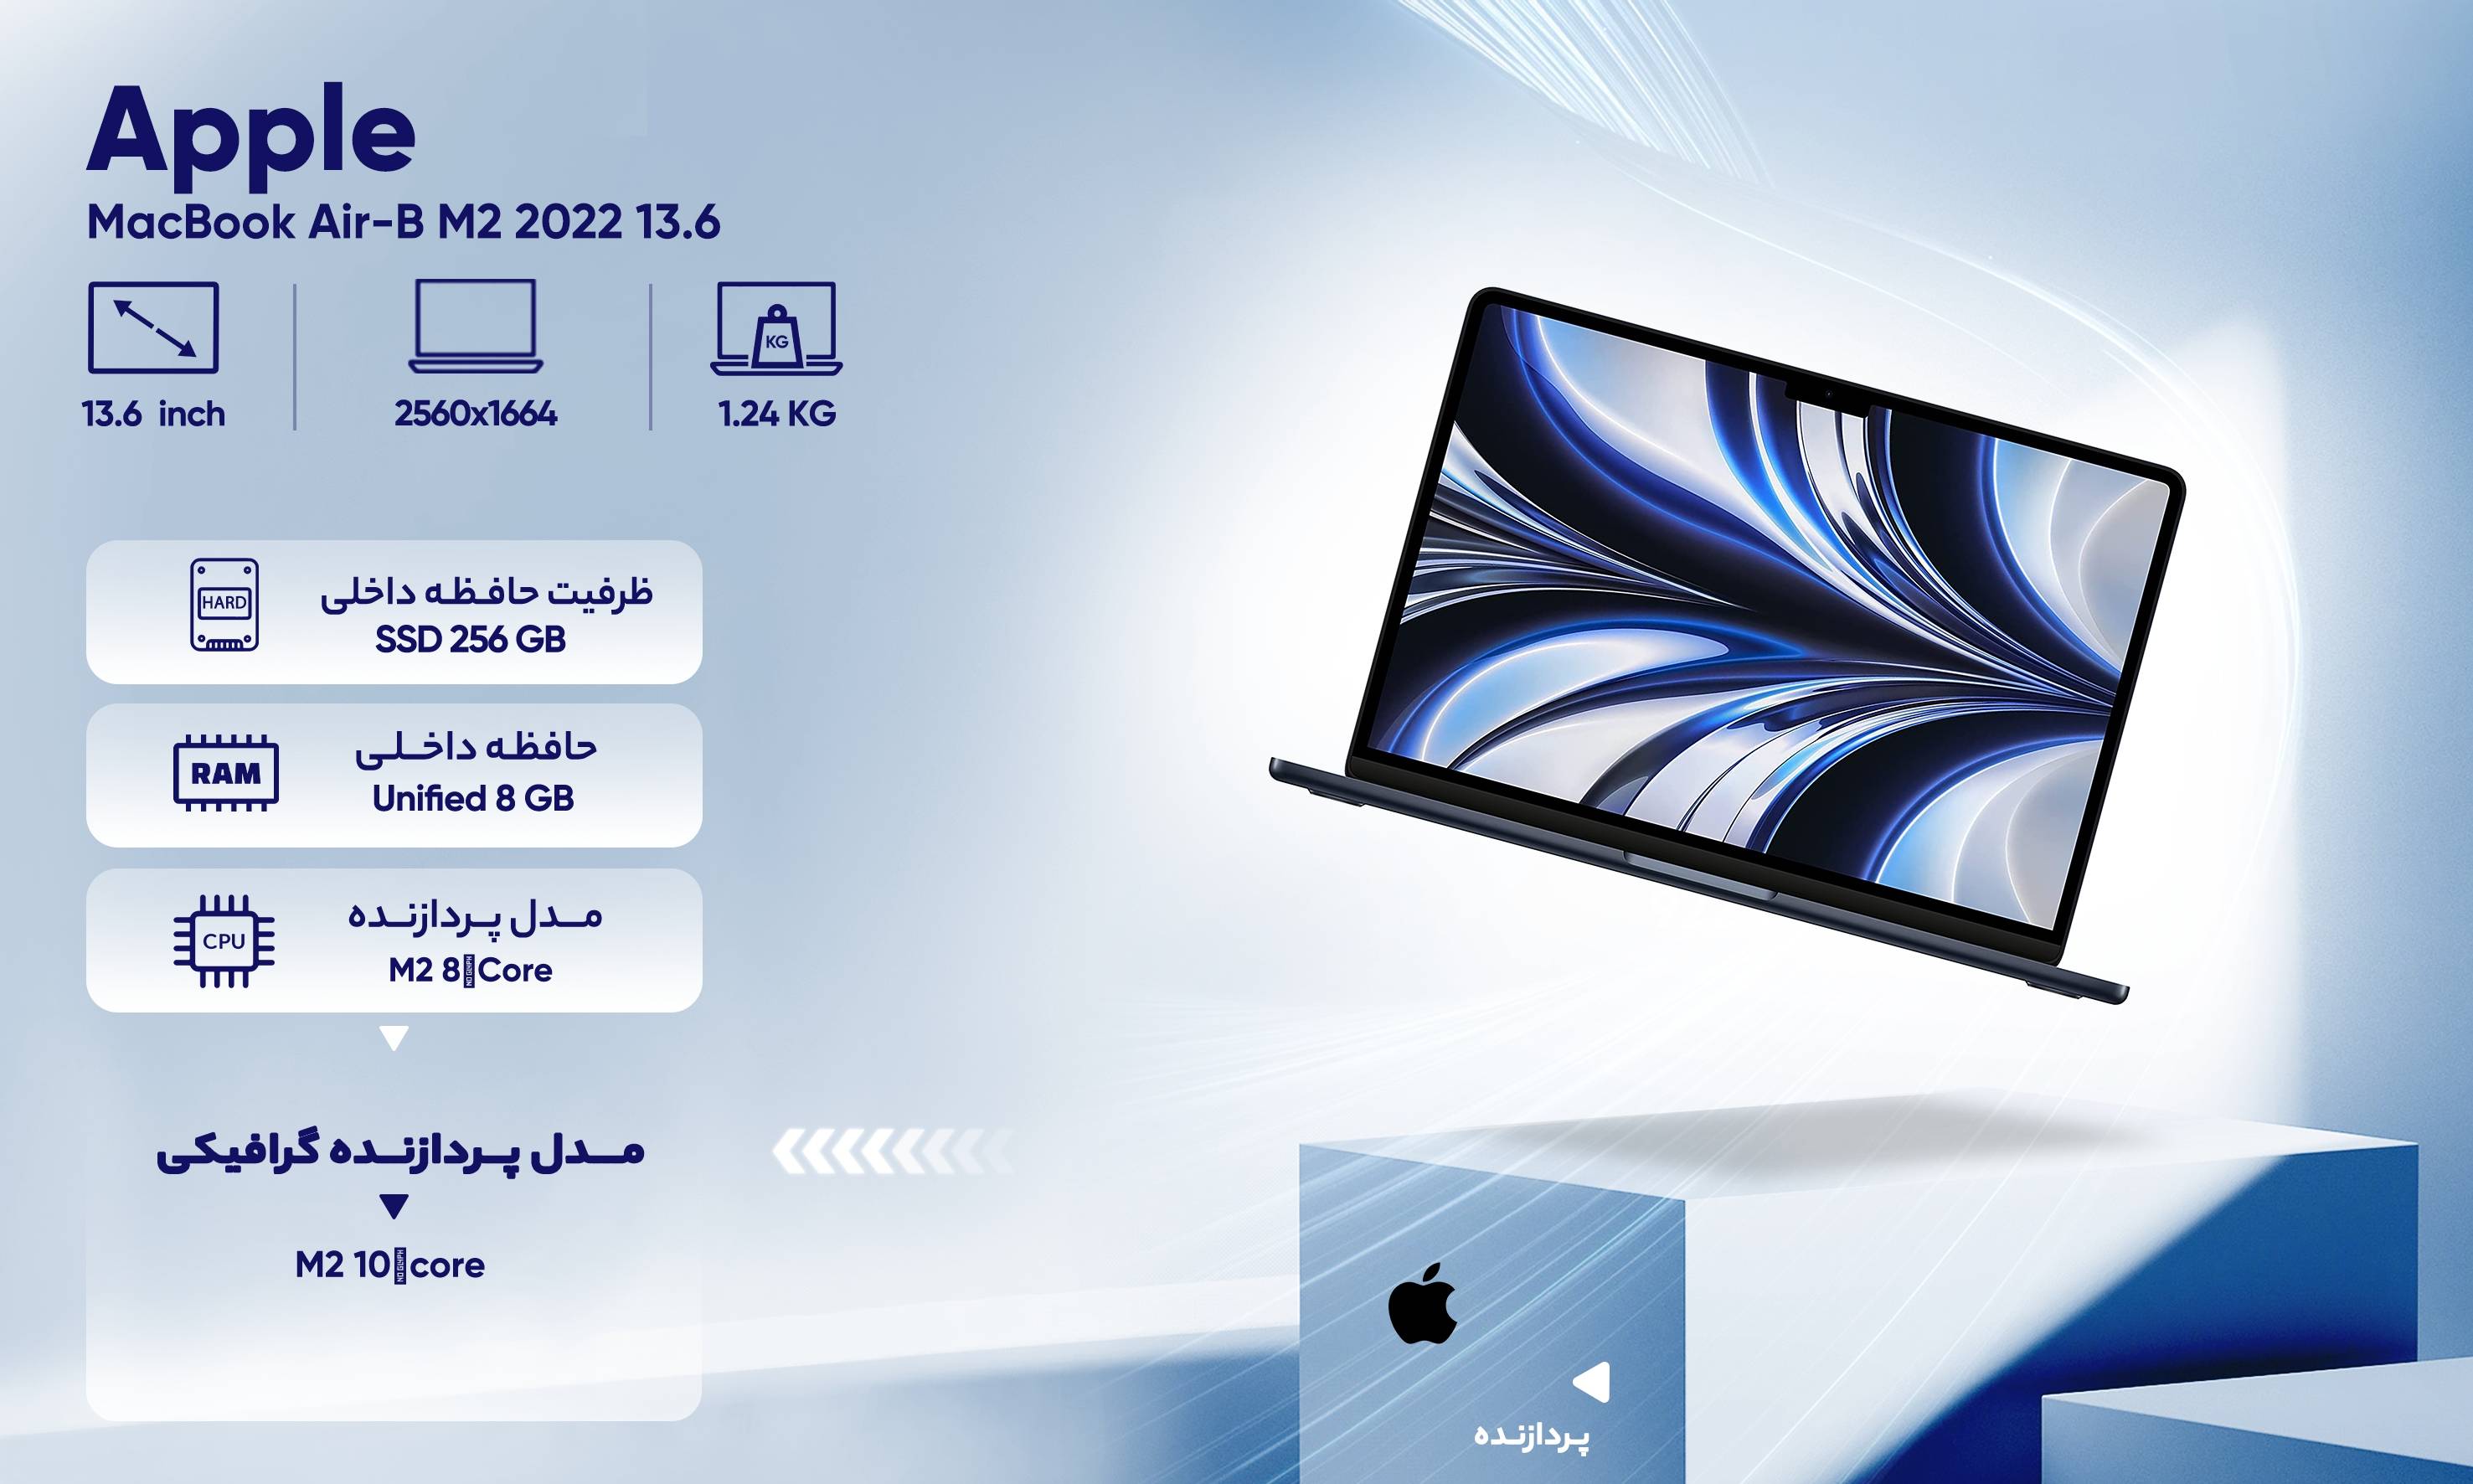 Apple
MacBook Air-B M2 2022 13.6
13.6 inch
2560x1664
KG
1.24 KG
HARD
ظرفیت حافظه داخلی
SSD 256 GB
RAM
حافظه داخلی
Unified 8 GB
CPU
مدل پردازنده
M2 8 Core
مدل پردازنده گرافیکی
M2 10 core
پردازنده